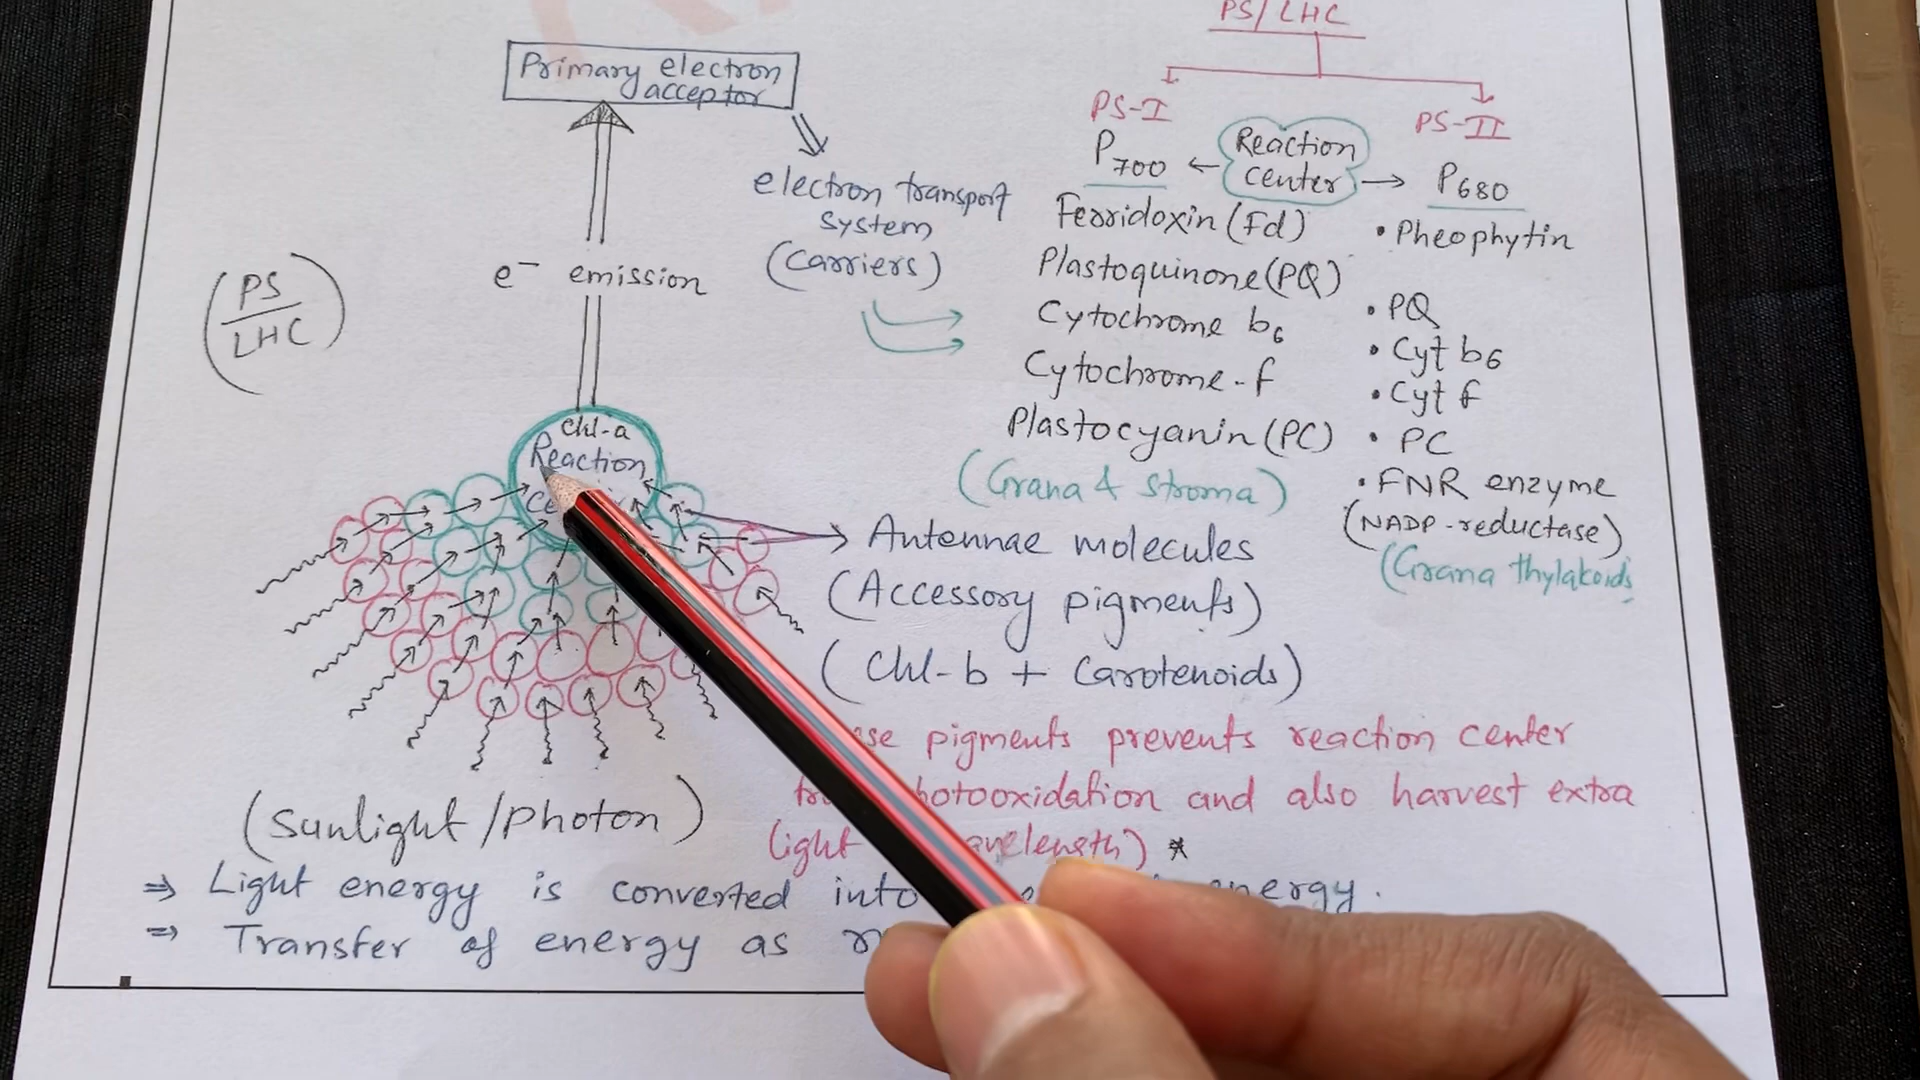 PS/LHC
Primary electron
acceptor
electron transport
system
(carriers)
e⁻ emission
(PS
LHC)
chl-a
Reaction
PS-I
PS-II
Reaction
center
P700
P680
Ferridoxin (Fd)
Plastoquinone (PQ)
Cytochrome b6
Cytochrome-f
Plastocyanin (PC)
(Grana & stroma)
• Pheophytin
• PQ
• Cyt b6
• Cyt f
• PC
• FNR enzyme
(NADP-reductase)
(Grana thylakoids
Antennae molecules
(Accessory pigments)
(Chl-b + Carotenoids)
pigments prevents reaction center
and also harvest extra
light
(Sunlight/Photon)
⇒ Light energy is converted into energy.
⇒ Transfer of energy as